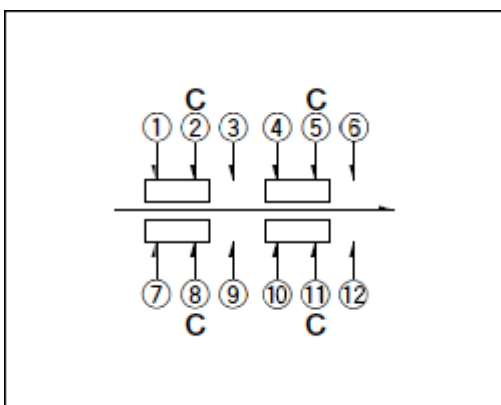 C C
① ② ③ ④ ⑤ ⑥
⑦ ⑧ ⑨ ⑩ ⑪ ⑫
C C